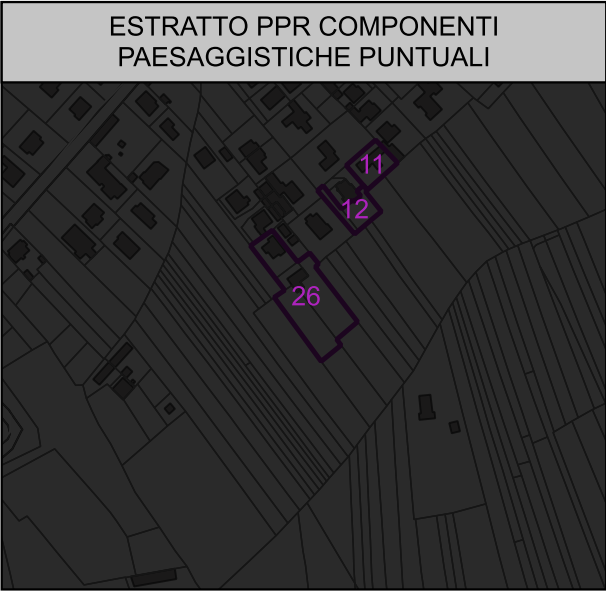 ESTRATTO PPR COMPONENTI
PAESAGGISTICHE PUNTUALI
11
12
26